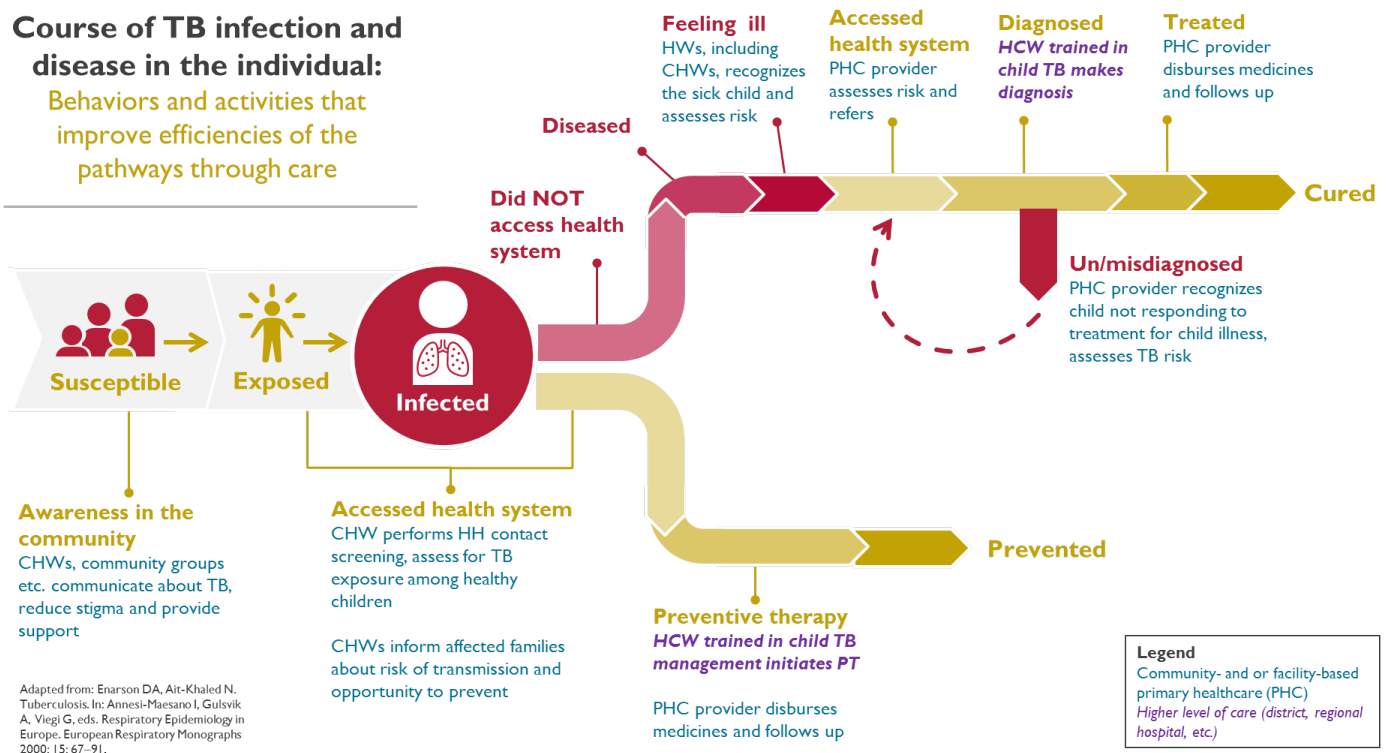 Course of TB infection and
disease in the individual:
Behaviors and activities that
improve efficiencies of the
pathways through care
Feeling ill
HWs, including
CHWs, recognizes
the sick child and
assesses risk
Accessed
health system
PHC provider
assesses risk and
refers
Diagnosed
HCW trained in
child TB makes
diagnosis
Treated
PHC provider
disburses medicines
and follows up
Diseased
Did NOT
access health
system
Cured
Un/misdiagnosed
PHC provider recognizes
child not responding to
treatment for child illness,
assesses TB risk
Susceptible
Exposed
Infected
Awareness in the
community
CHWs, community groups
etc. communicate about TB,
reduce stigma and provide
support
Accessed health system
CHW performs HH contact
screening, assess for TB
exposure among healthy
children
CHWs inform affected families
about risk of transmission and
opportunity to prevent
Prevented
Preventive therapy
HCW trained in child TB
management initiates PT
PHC provider disburses
medicines and follows up
Legend
Community- and or facility-based
primary healthcare (PHC)
Higher level of care (district, regional
hospital, etc.)
Adapted from: Enarson DA, Ait-Khaled N.
Tuberculosis. In: Annesi-Maesano I, Gulsvik
A, Viegi G, eds. Respiratory Epidemiology in
Europe. European Respiratory Monographs
2000; 15: 67–91.